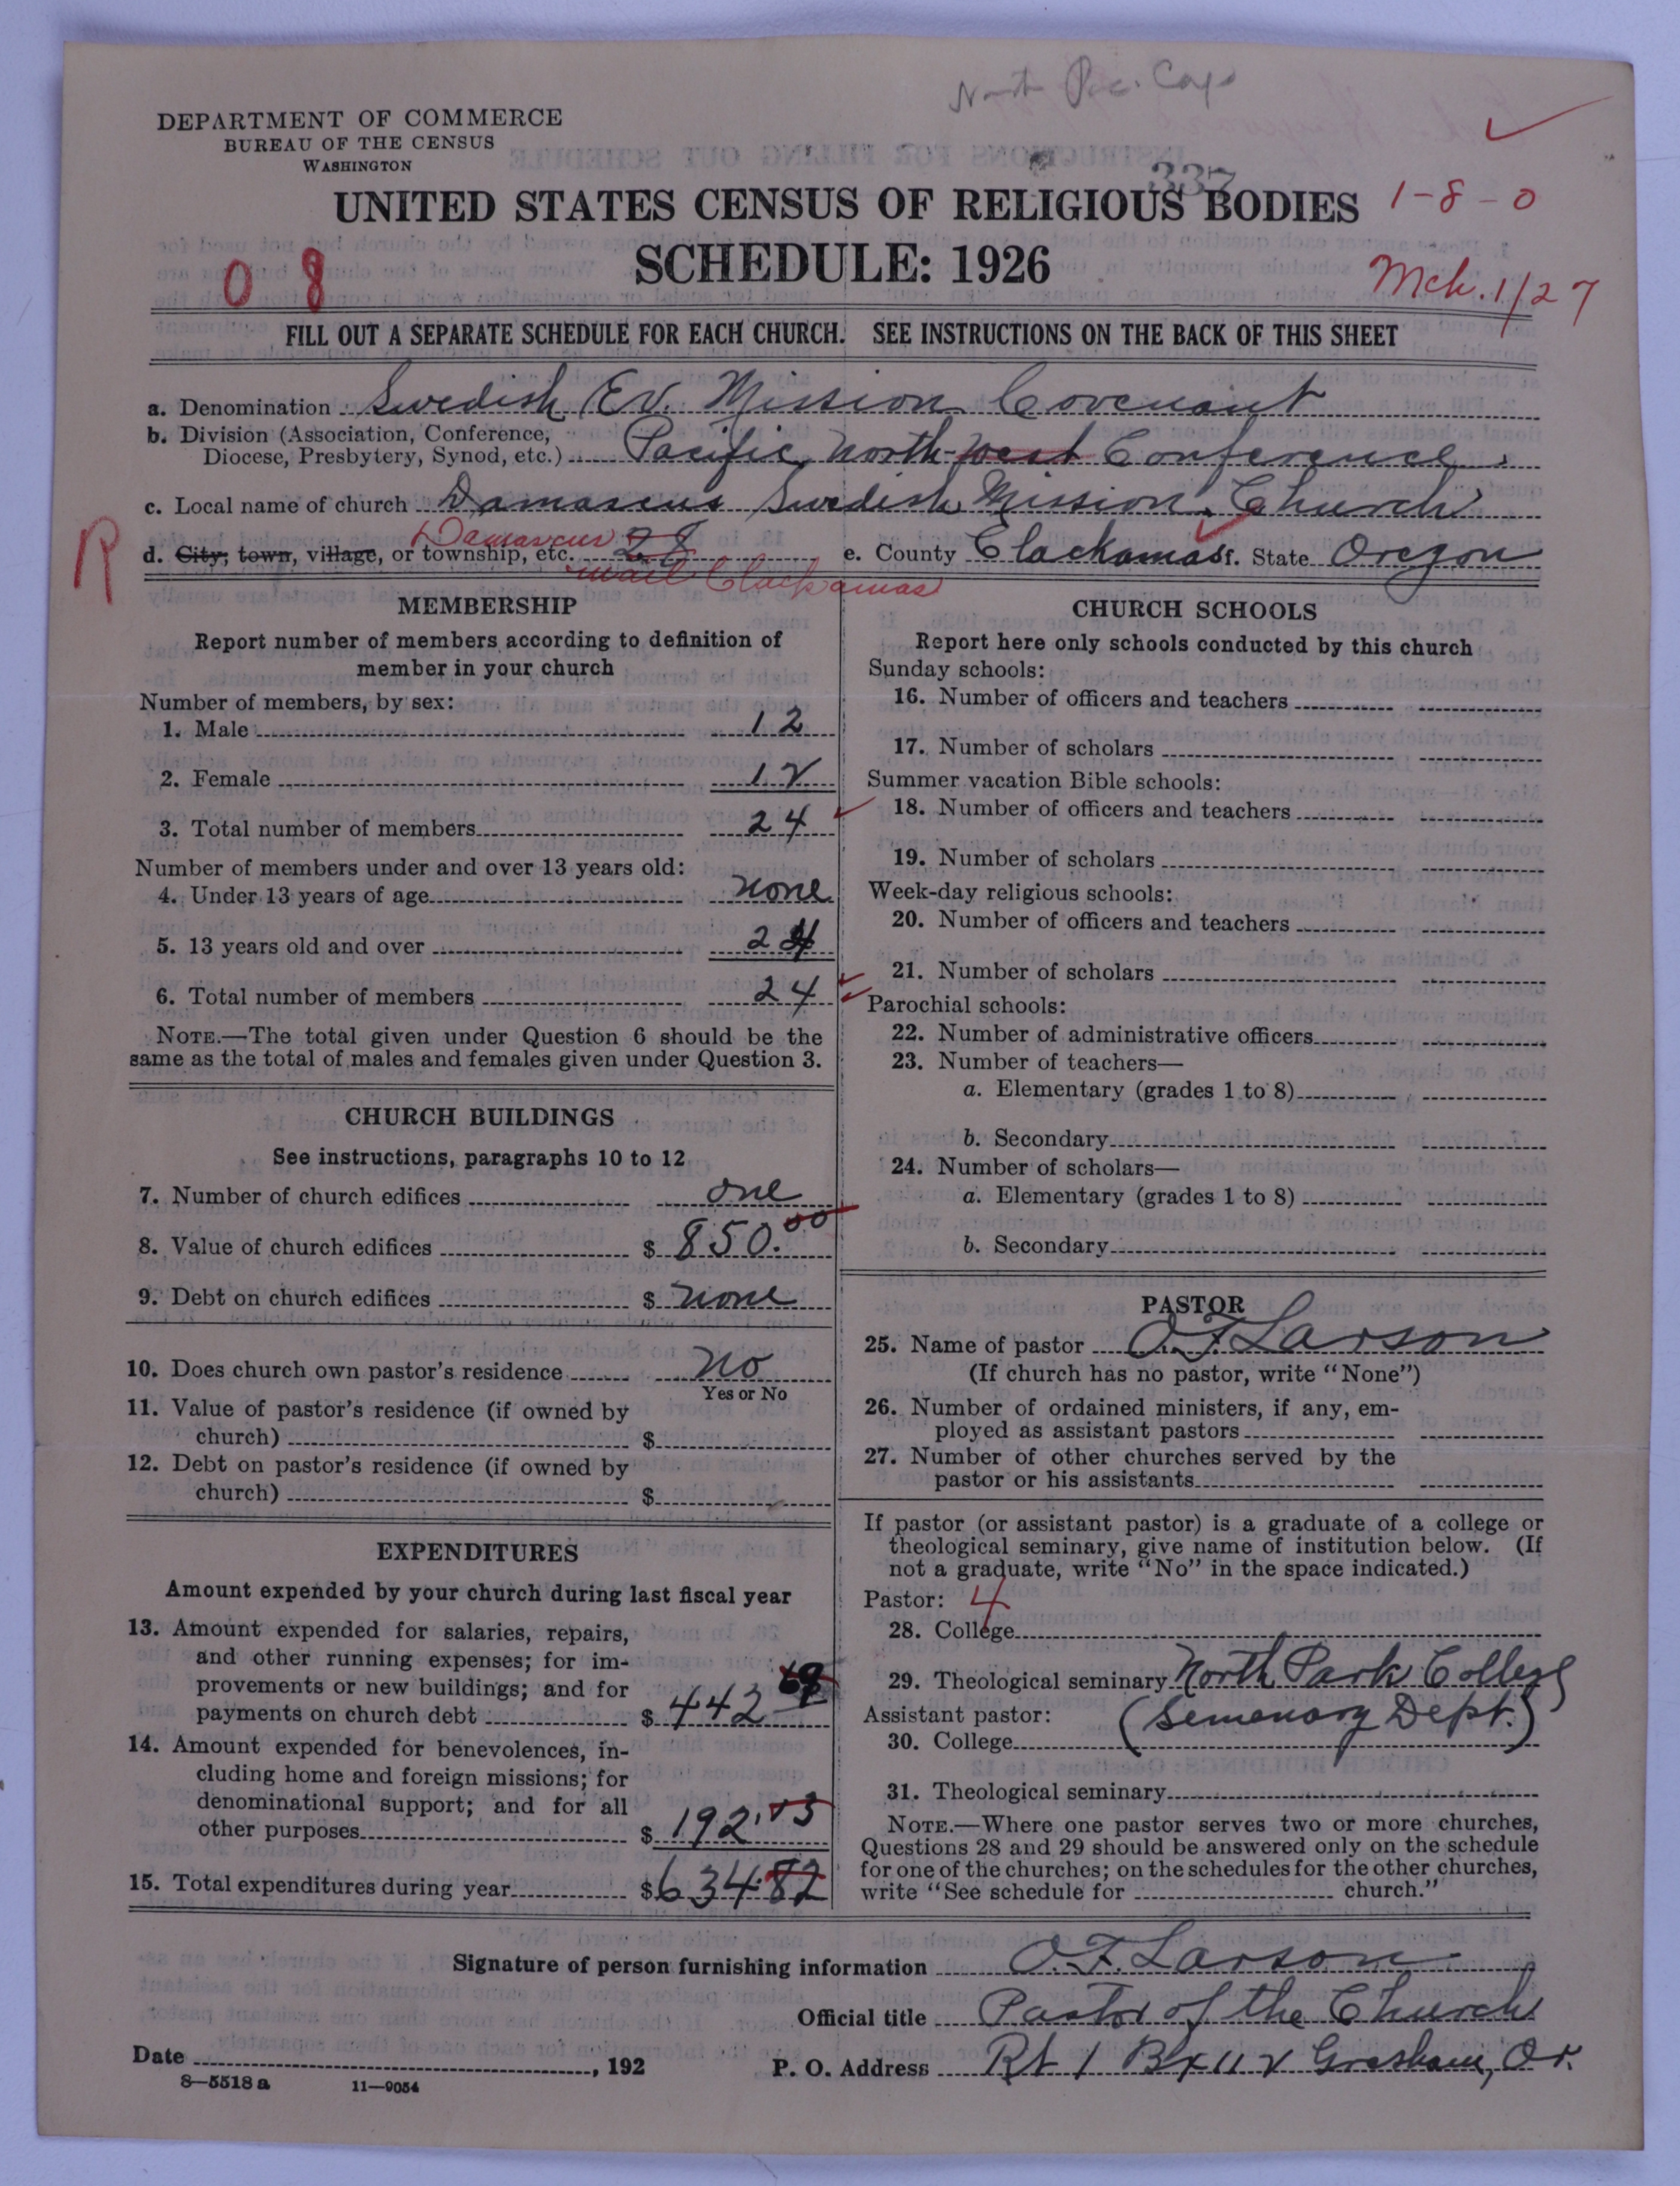 North Pac. Conf
DEPARTMENT OF COMMERCE
BUREAU OF THE CENSUS
WASHINGTON
337
UNITED STATES CENSUS OF RELIGIOUS BODIES
1-8-0
SCHEDULE: 1926
0 8
Mch. 1/27
FILL OUT A SEPARATE SCHEDULE FOR EACH CHURCH. SEE INSTRUCTIONS ON THE BACK OF THIS SHEET
a. Denomination Swedish Ev. Mission Covenant
b. Division (Association, Conference, Diocese, Presbytery, Synod, etc.) Pacific North-west Conference
c. Local name of church Damascus Swedish Mission Church
R
d. City, town, village, or township, etc. Damascus 28 e. County Clackamas f. State Oregon
mail Clackamas
MEMBERSHIP
Report number of members according to definition of
member in your church
Number of members, by sex:
1. Male 12
2. Female 12
3. Total number of members 24
Number of members under and over 13 years old:
4. Under 13 years of age none
5. 13 years old and over 24
6. Total number of members 24
NOTE.—The total given under Question 6 should be the
same as the total of males and females given under Question 3.
CHURCH BUILDINGS
See instructions, paragraphs 10 to 12
7. Number of church edifices one
8. Value of church edifices $ 850.00
9. Debt on church edifices $ none
10. Does church own pastor's residence no
Yes or No
11. Value of pastor's residence (if owned by
church) $
12. Debt on pastor's residence (if owned by
church) $
EXPENDITURES
Amount expended by your church during last fiscal year
13. Amount expended for salaries, repairs,
and other running expenses; for im-
provements or new buildings; and for
payments on church debt $ 442
14. Amount expended for benevolences, in-
cluding home and foreign missions; for
denominational support; and for all
other purposes $ 192.13
15. Total expenditures during year $ 634.82
CHURCH SCHOOLS
Report here only schools conducted by this church
Sunday schools:
16. Number of officers and teachers
17. Number of scholars
Summer vacation Bible schools:
18. Number of officers and teachers
19. Number of scholars
Week-day religious schools:
20. Number of officers and teachers
21. Number of scholars
Parochial schools:
22. Number of administrative officers
23. Number of teachers—
a. Elementary (grades 1 to 8)
b. Secondary
24. Number of scholars—
a. Elementary (grades 1 to 8)
b. Secondary
PASTOR
25. Name of pastor O.F. Larson
(If church has no pastor, write "None")
26. Number of ordained ministers, if any, em-
ployed as assistant pastors
27. Number of other churches served by the
pastor or his assistants
If pastor (or assistant pastor) is a graduate of a college or
theological seminary, give name of institution below. (If
not a graduate, write "No" in the space indicated.)
Pastor: 4
28. College
29. Theological seminary North Park College
Assistant pastor: (Semenary Dept.)
30. College
31. Theological seminary
NOTE.—Where one pastor serves two or more churches,
Questions 28 and 29 should be answered only on the schedule
for one of the churches; on the schedules for the other churches,
write "See schedule for church."
Signature of person furnishing information O.F. Larson
Official title Pastor of the Church
Date , 192 P. O. Address Rt 1 Bx 112 Gresham, Or.
8—5518 a 11—9054